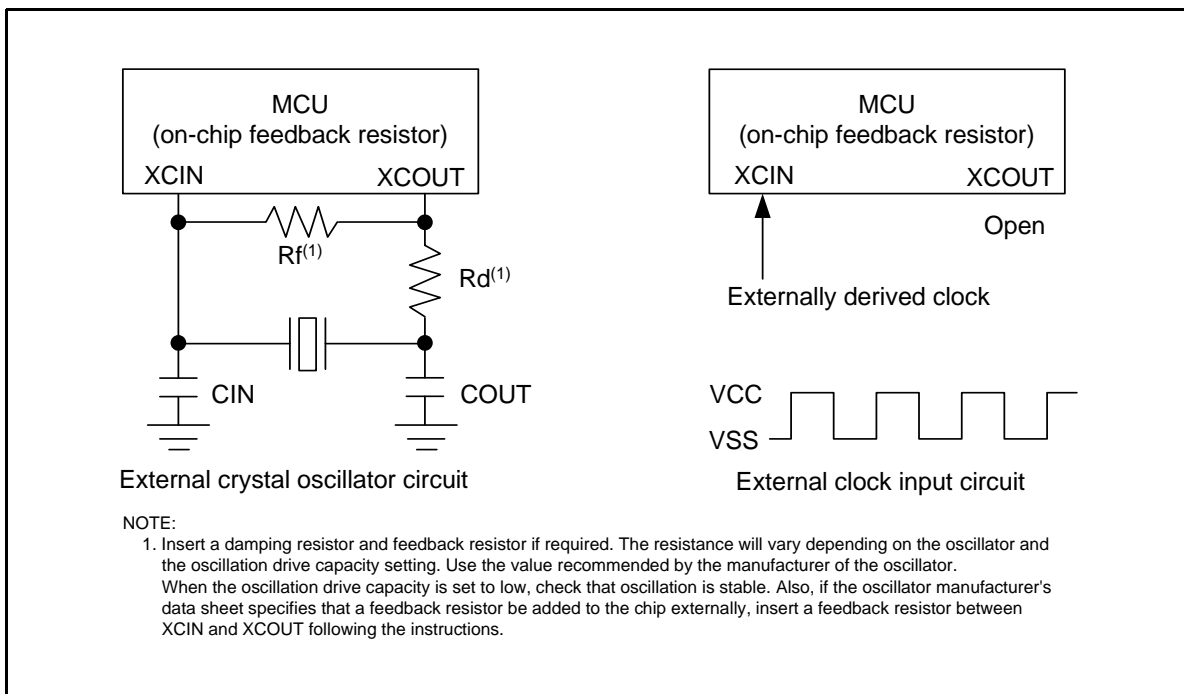 MCU
(on-chip feedback resistor)
XCIN
XCOUT
Rf(1)
Rd(1)
CIN
COUT
External crystal oscillator circuit
MCU
(on-chip feedback resistor)
XCIN
XCOUT
Open
Externally derived clock
VCC
VSS
External clock input circuit
NOTE:
1. Insert a damping resistor and feedback resistor if required. The resistance will vary depending on the oscillator and
the oscillation drive capacity setting. Use the value recommended by the manufacturer of the oscillator.
When the oscillation drive capacity is set to low, check that oscillation is stable. Also, if the oscillator manufacturer's
data sheet specifies that a feedback resistor be added to the chip externally, insert a feedback resistor between
XCIN and XCOUT following the instructions.